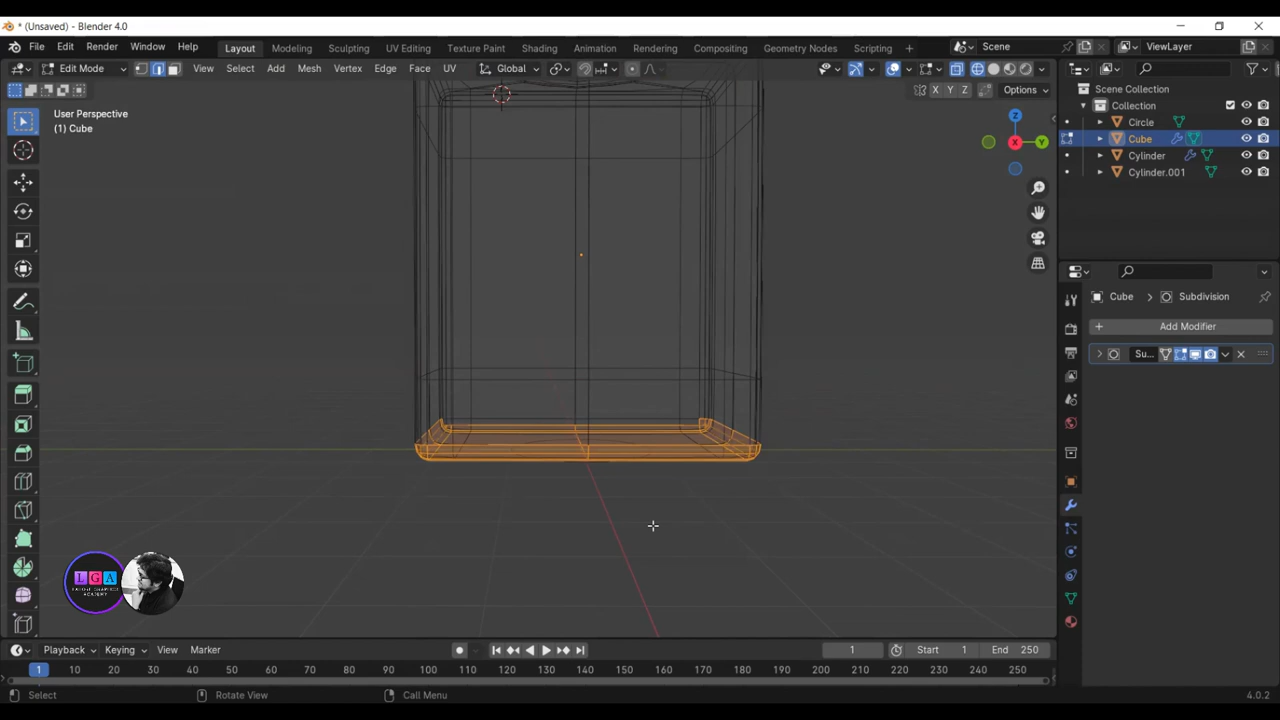 * (Unsaved) - Blender 4.0
File Edit Render Window Help Layout Modeling Sculpting UV Editing Texture Paint Shading Animation Rendering Compositing Geometry Nodes Scripting + Scene ViewLayer
Edit Mode View Select Add Mesh Vertex Edge Face UV Global
X Y Z Options
User Perspective
(1) Cube
Z
X Y
Scene Collection
Collection
Circle
Cube
Cylinder
Cylinder.001
Cube > Subdivision
+ Add Modifier
Su...
L G A
Playback Keying View Marker 1 Start 1 End 250
1 10 20 30 40 50 60 70 80 90 100 110 120 130 140 150 160 170 180 190 200 210 220 230 240 250
Select Rotate View Call Menu 4.0.2